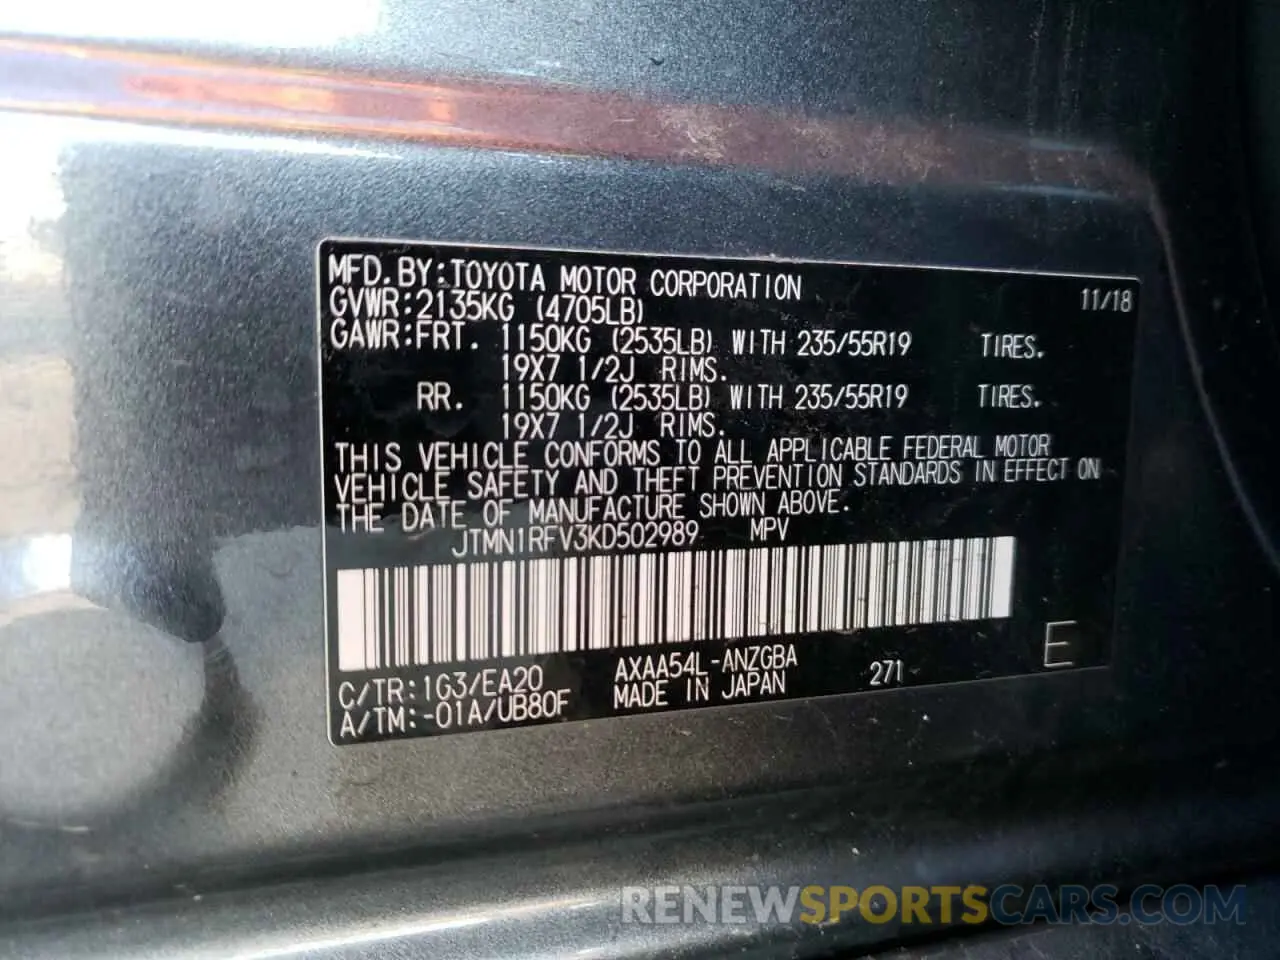 MFD.BY:TOYOTA MOTOR CORPORATION 11/18
GVWR:2135KG (4705LB)
GAWR:FRT. 1150KG (2535LB) WITH 235/55R19 TIRES.
19X7 1/2J RIMS.
RR. 1150KG (2535LB) WITH 235/55R19 TIRES.
19X7 1/2J RIMS.
THIS VEHICLE CONFORMS TO ALL APPLICABLE FEDERAL MOTOR
VEHICLE SAFETY AND THEFT PREVENTION STANDARDS IN EFFECT ON
THE DATE OF MANUFACTURE SHOWN ABOVE.
JTMN1RFV3KD502989 MPV
C/TR:1G3/EA20 AXAA54L-ANZGBA 271 E
A/TM:-01A/UB80F MADE IN JAPAN
RENEWSPORTSCARS.COM